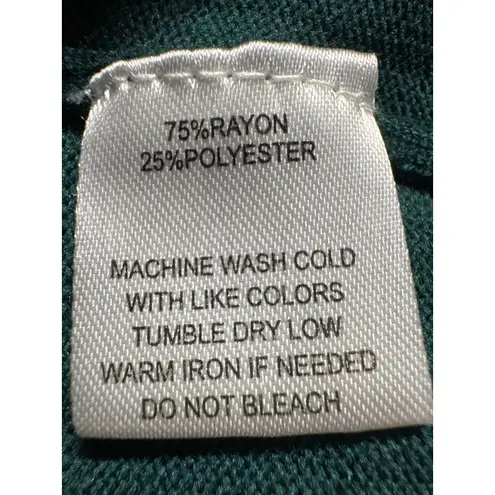 75%RAYON
25%POLYESTER
MACHINE WASH COLD
WITH LIKE COLORS
TUMBLE DRY LOW
WARM IRON IF NEEDED
DO NOT BLEACH